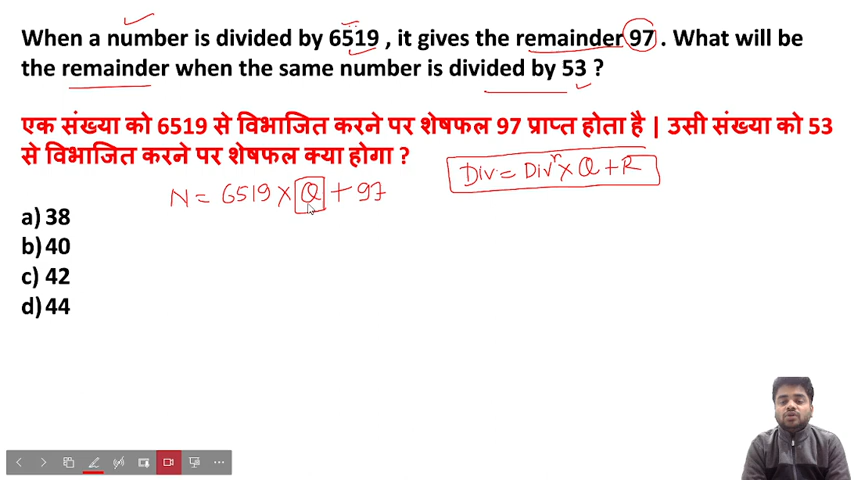 When a number is divided by 6519 , it gives the remainder 97 . What will be
the remainder when the same number is divided by 53 ?
एक संख्या को 6519 से विभाजित करने पर शेषफल 97 प्राप्त होता है | उसी संख्या को 53
से विभाजित करने पर शेषफल क्या होगा ?
Div = Divʳ × Q + R
N = 6519 × Q + 97
a) 38
b) 40
c) 42
d) 44